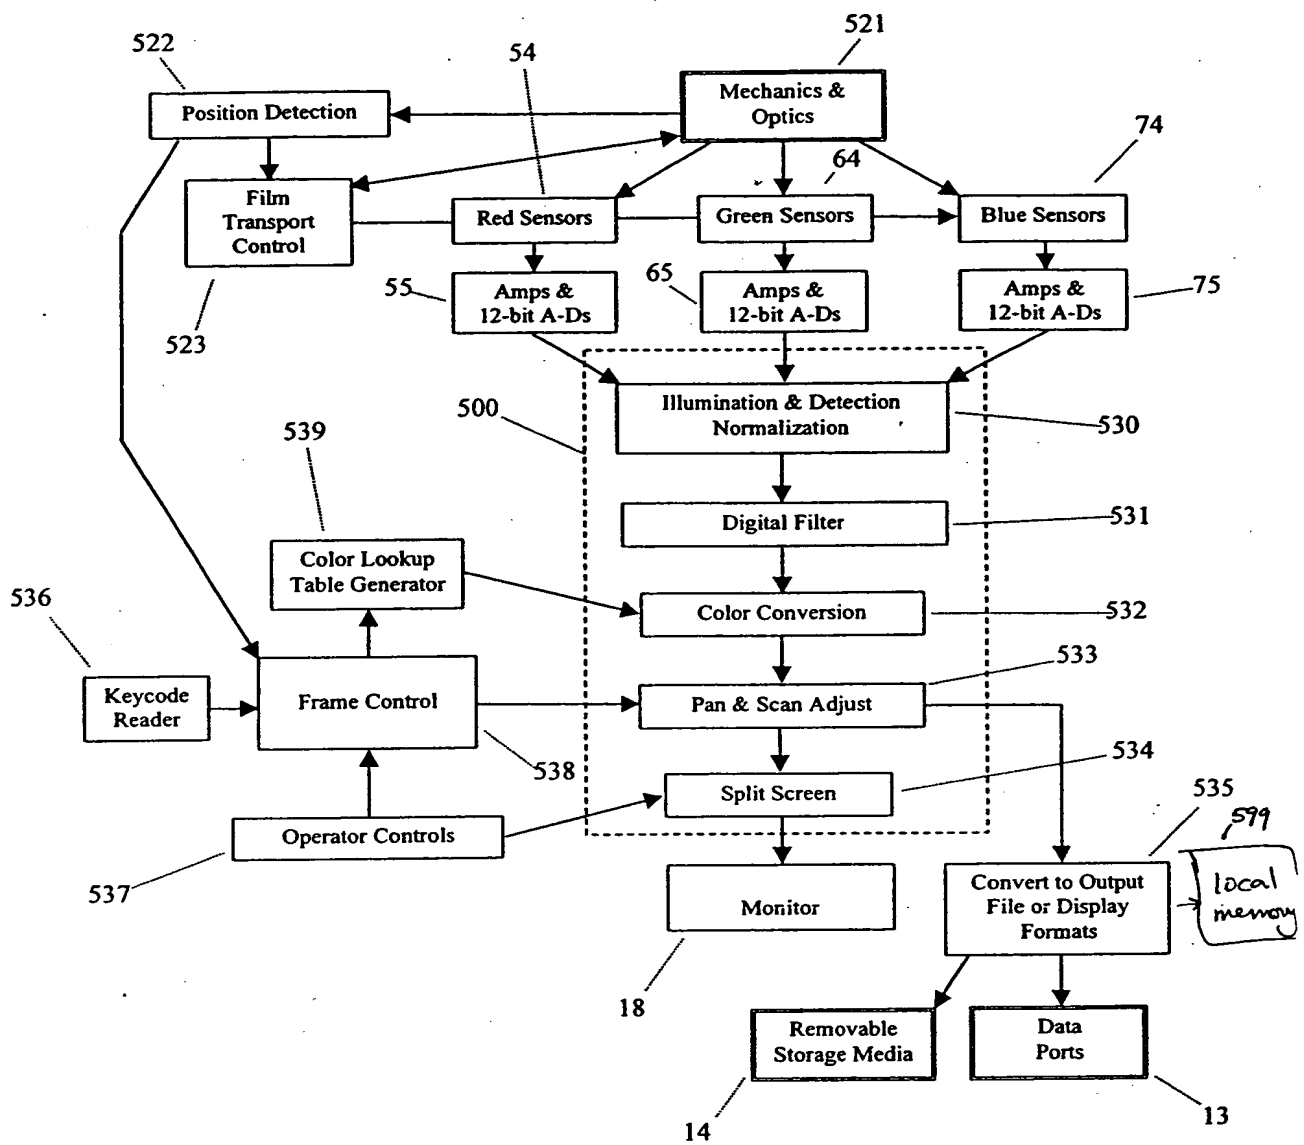 521
522
54
Mechanics &
Optics
Position Detection
74
64
Film
Transport
Control
Red Sensors
Green Sensors
Blue Sensors
55
Amps &
12-bit A-Ds
65
Amps &
12-bit A-Ds
Amps &
12-bit A-Ds
75
523
500
Illumination & Detection
Normalization
530
539
Digital Filter
531
Color Lookup
Table Generator
536
Color Conversion
532
533
Keycode
Reader
Frame Control
Pan & Scan Adjust
538
534
Split Screen
535
599
Operator Controls
537
Monitor
Convert to Output
File or Display
Formats
local
memory
18
Removable
Storage Media
Data
Ports
14
13